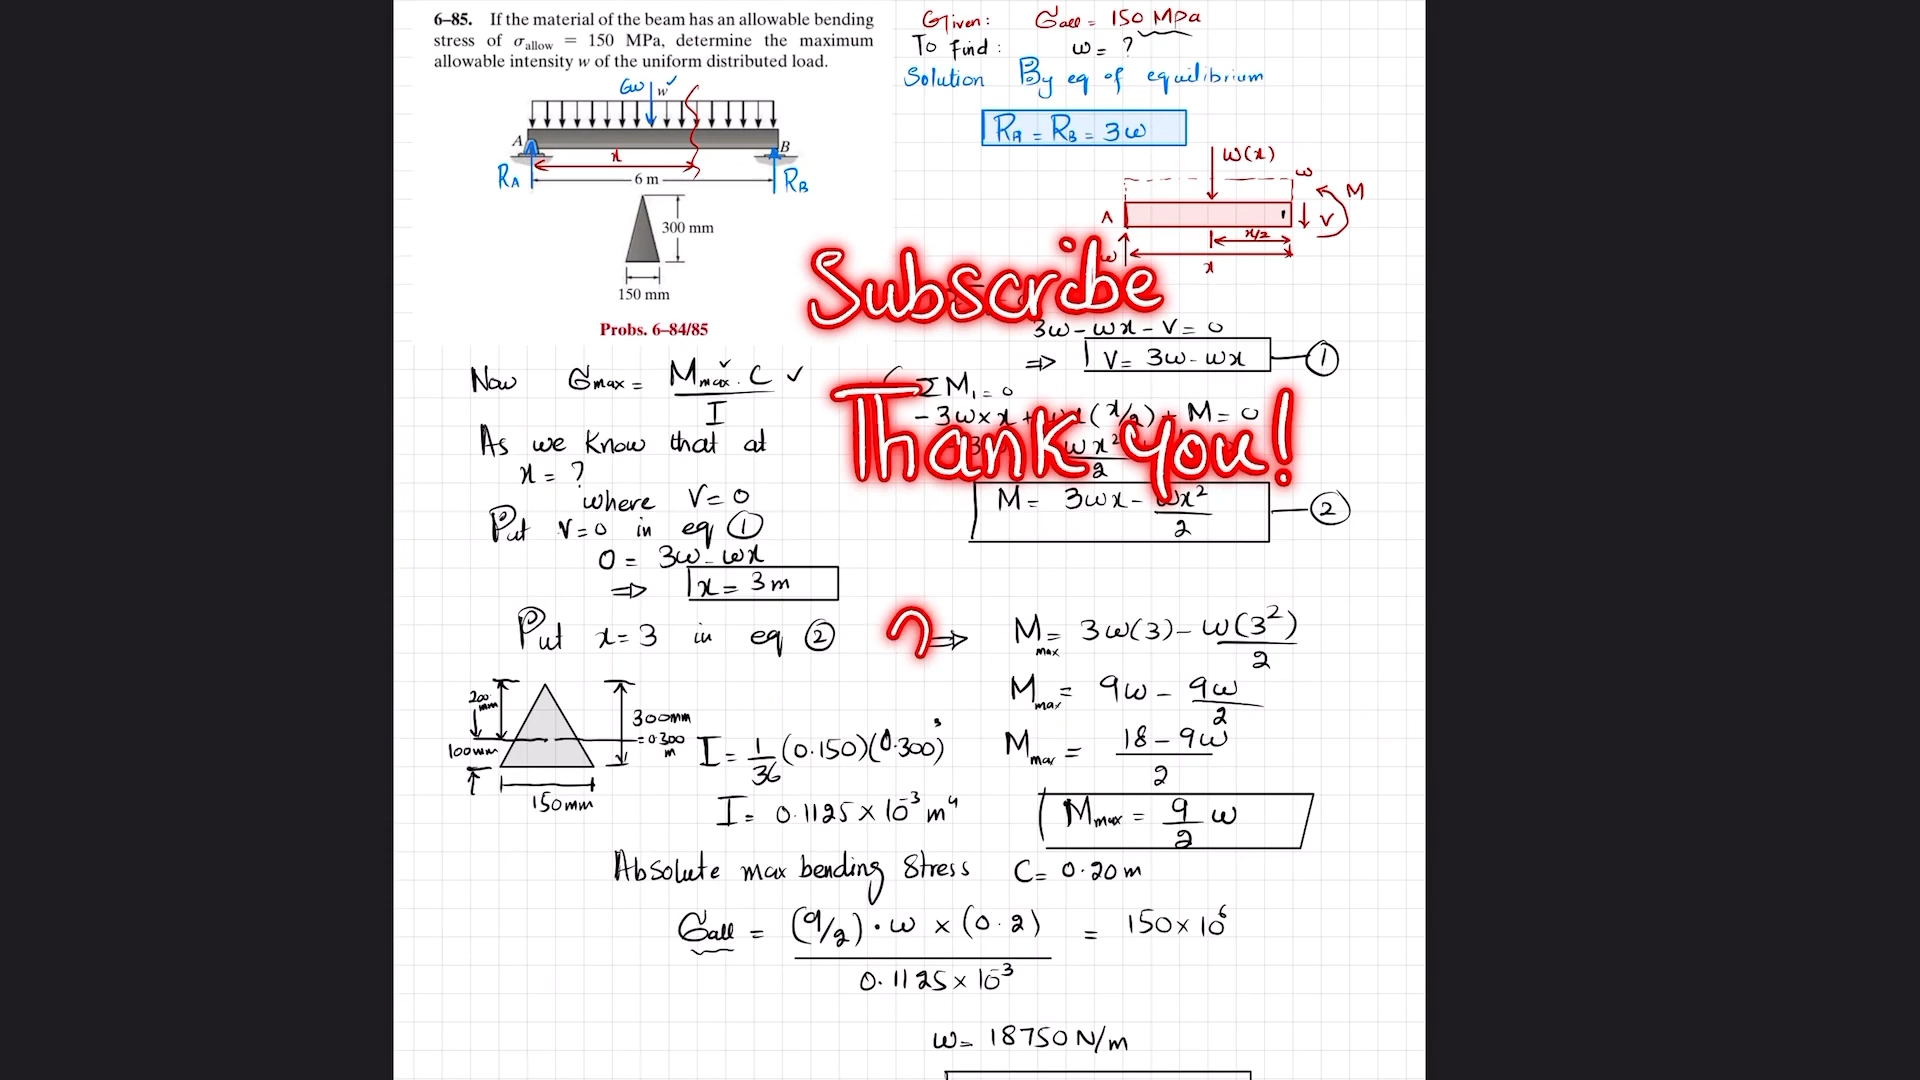 6–85. If the material of the beam has an allowable bending
stress of σallow = 150 MPa, determine the maximum
allowable intensity w of the uniform distributed load.
6w w ✓
A
B
x
RA
RB
6 m
300 mm
150 mm
Probs. 6–84/85
Given: σall = 150 MPa
To find: w = ?
Solution By eq of equilibrium
RA = RB = 3w
w(x)
w
M
A
V
x/2
x
Subscribe
3w - wx - V = 0
⇒ V = 3w - wx ①
ΣM1 = 0
M = 0
Thank you!
wx²
2
M = 3wx - wx²/2 ②
Now σmax = Mmax . C / I
As we know that at
x = ?
where V = 0
Put V = 0 in eq ①
0 = 3w - wx
⇒ x = 3 m
Put x = 3 in eq ②
⇒ Mmax = 3w(3) - w(3²)/2
Mmax = 9w - 9w/2
Mmax = 18 - 9w / 2
Mmax = 9/2 w
200 mm
100mm
300mm
= 0.300 m
150mm
I = 1/36 (0.150)(0.300)³
I = 0.1125 × 10⁻³ m⁴
Absolute max bending stress C = 0.20 m
σall = (9/2) · w × (0.2) / 0.1125 × 10⁻³ = 150 × 10⁶
w = 18750 N/m